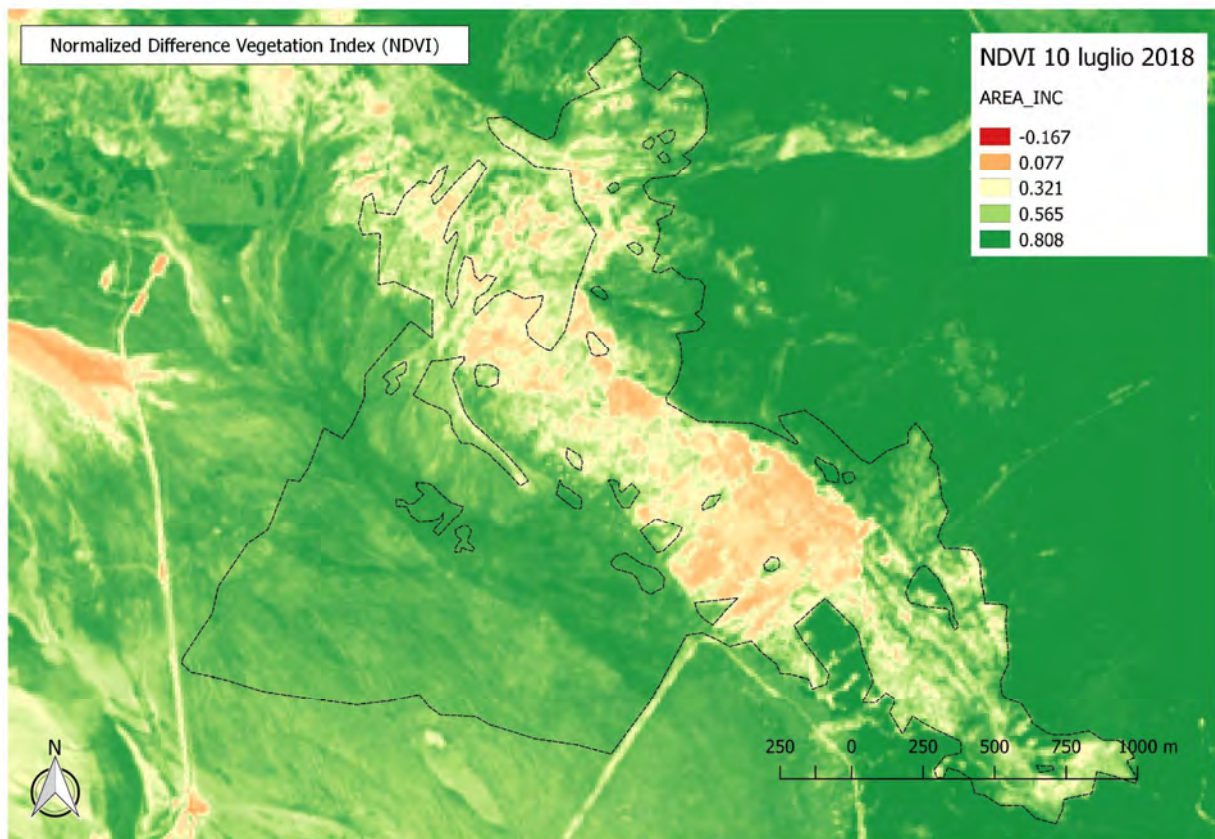 Normalized Difference Vegetation Index (NDVI)
NDVI 10 luglio 2018
AREA_INC
-0.167
0.077
0.321
0.565
0.808
N
250 0 250 500 750 1000 m